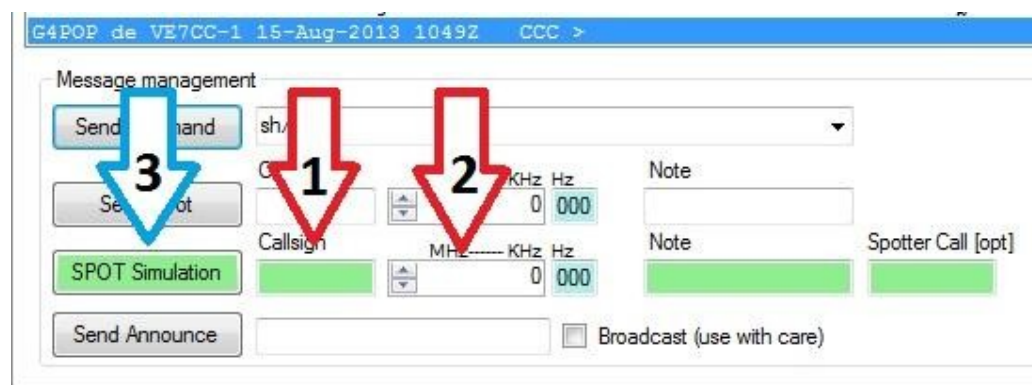 G4POP de VE7CC-1 15-Aug-2013 1049Z CCC >
Message management
Send sh/
3 1 2 KHz Hz Note
0 000
Callsign KHz Hz Note Spotter Call [opt]
SPOT Simulation 0 000
Send Announce Broadcast (use with care)